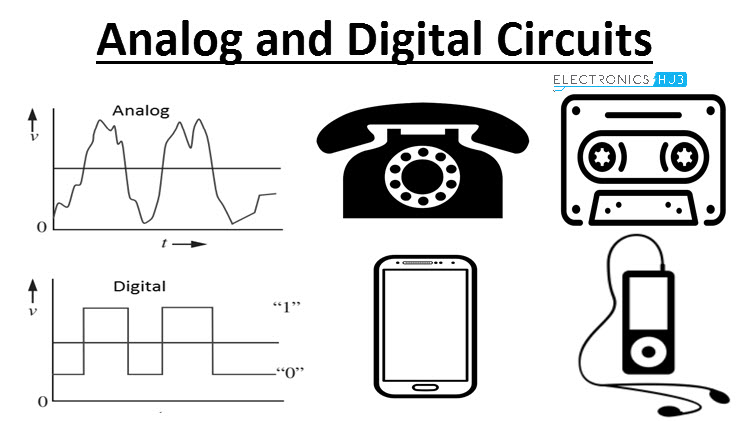 Analog and Digital Circuits
ELECTRONICS HUB
Analog
v
0
t
Digital
v
"1"
"0"
0